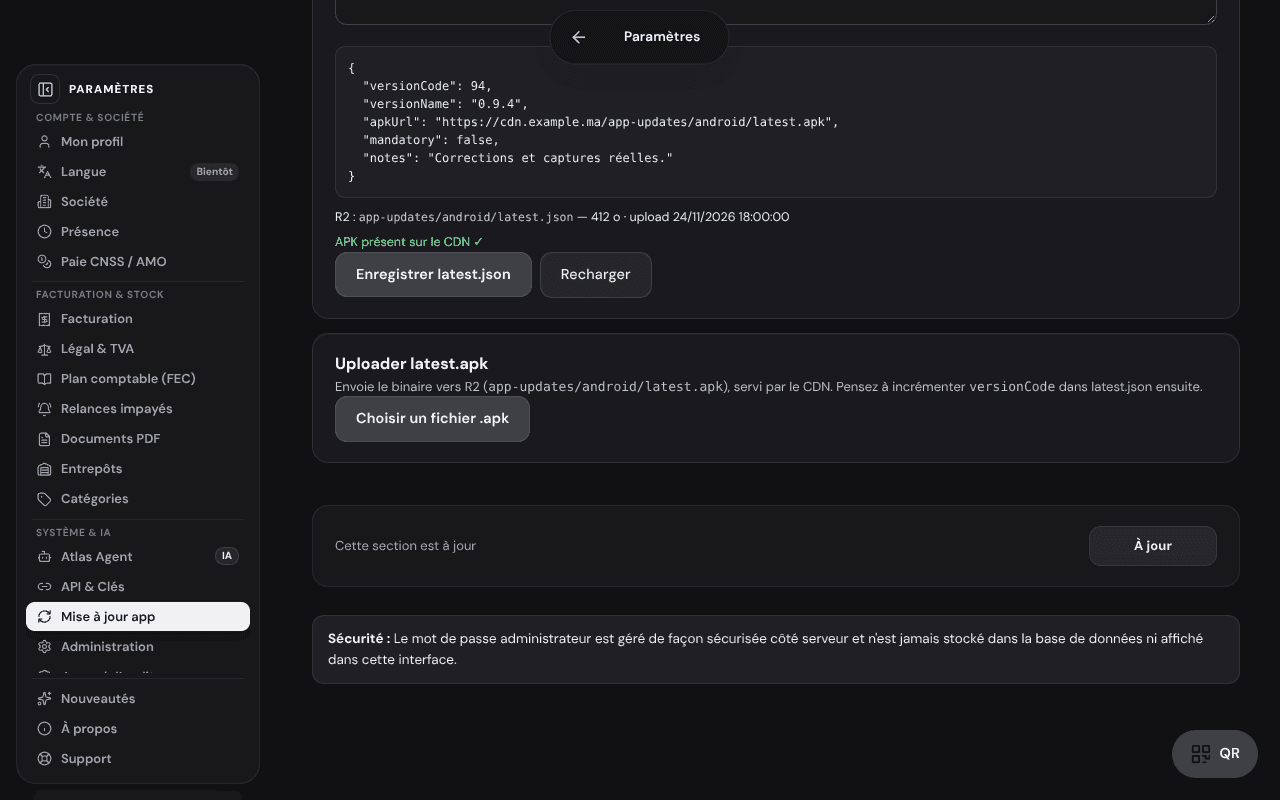 Paramètres
PARAMÈTRES
COMPTE & SOCIÉTÉ
Mon profil
Langue
Bientôt
Société
Présence
Paie CNSS / AMO
FACTURATION & STOCK
Facturation
Légal & TVA
Plan comptable (FEC)
Relances impayés
Documents PDF
Entrepôts
Catégories
SYSTÈME & IA
Atlas Agent
IA
API & Clés
Mise à jour app
Administration
Nouveautés
À propos
Support
{
"versionCode": 94,
"versionName": "0.9.4",
"apkUrl": "https://cdn.example.ma/app-updates/android/latest.apk",
"mandatory": false,
"notes": "Corrections et captures réelles."
}
R2 : app-updates/android/latest.json — 412 o · upload 24/11/2026 18:00:00
APK présent sur le CDN ✓
Enregistrer latest.json
Recharger
Uploader latest.apk
Envoie le binaire vers R2 (app-updates/android/latest.apk), servi par le CDN. Pensez à incrémenter versionCode dans latest.json ensuite.
Choisir un fichier .apk
Cette section est à jour
À jour
Sécurité : Le mot de passe administrateur est géré de façon sécurisée côté serveur et n'est jamais stocké dans la base de données ni affiché
dans cette interface.
QR